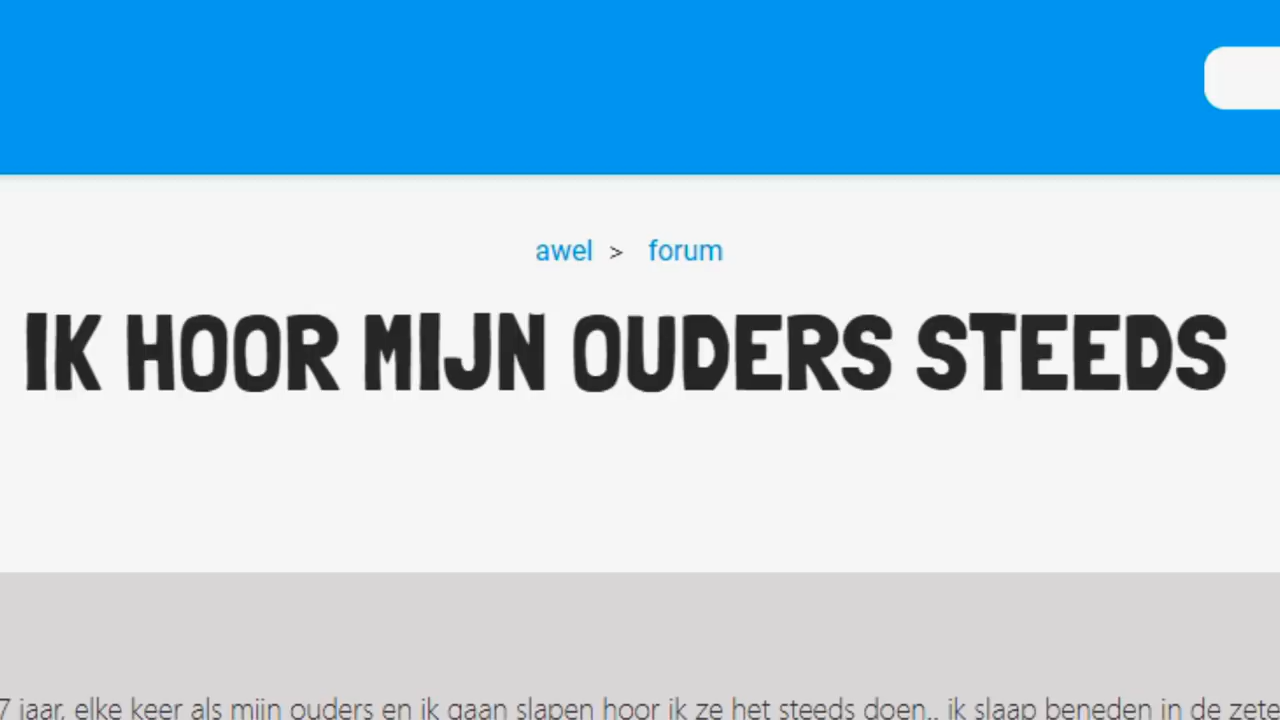 awel > forum
IK HOOR MIJN OUDERS STEEDS
7 jaar, elke keer als mijn ouders en ik gaan slapen hoor ik ze het steeds doen.. ik slaap beneden in de zete